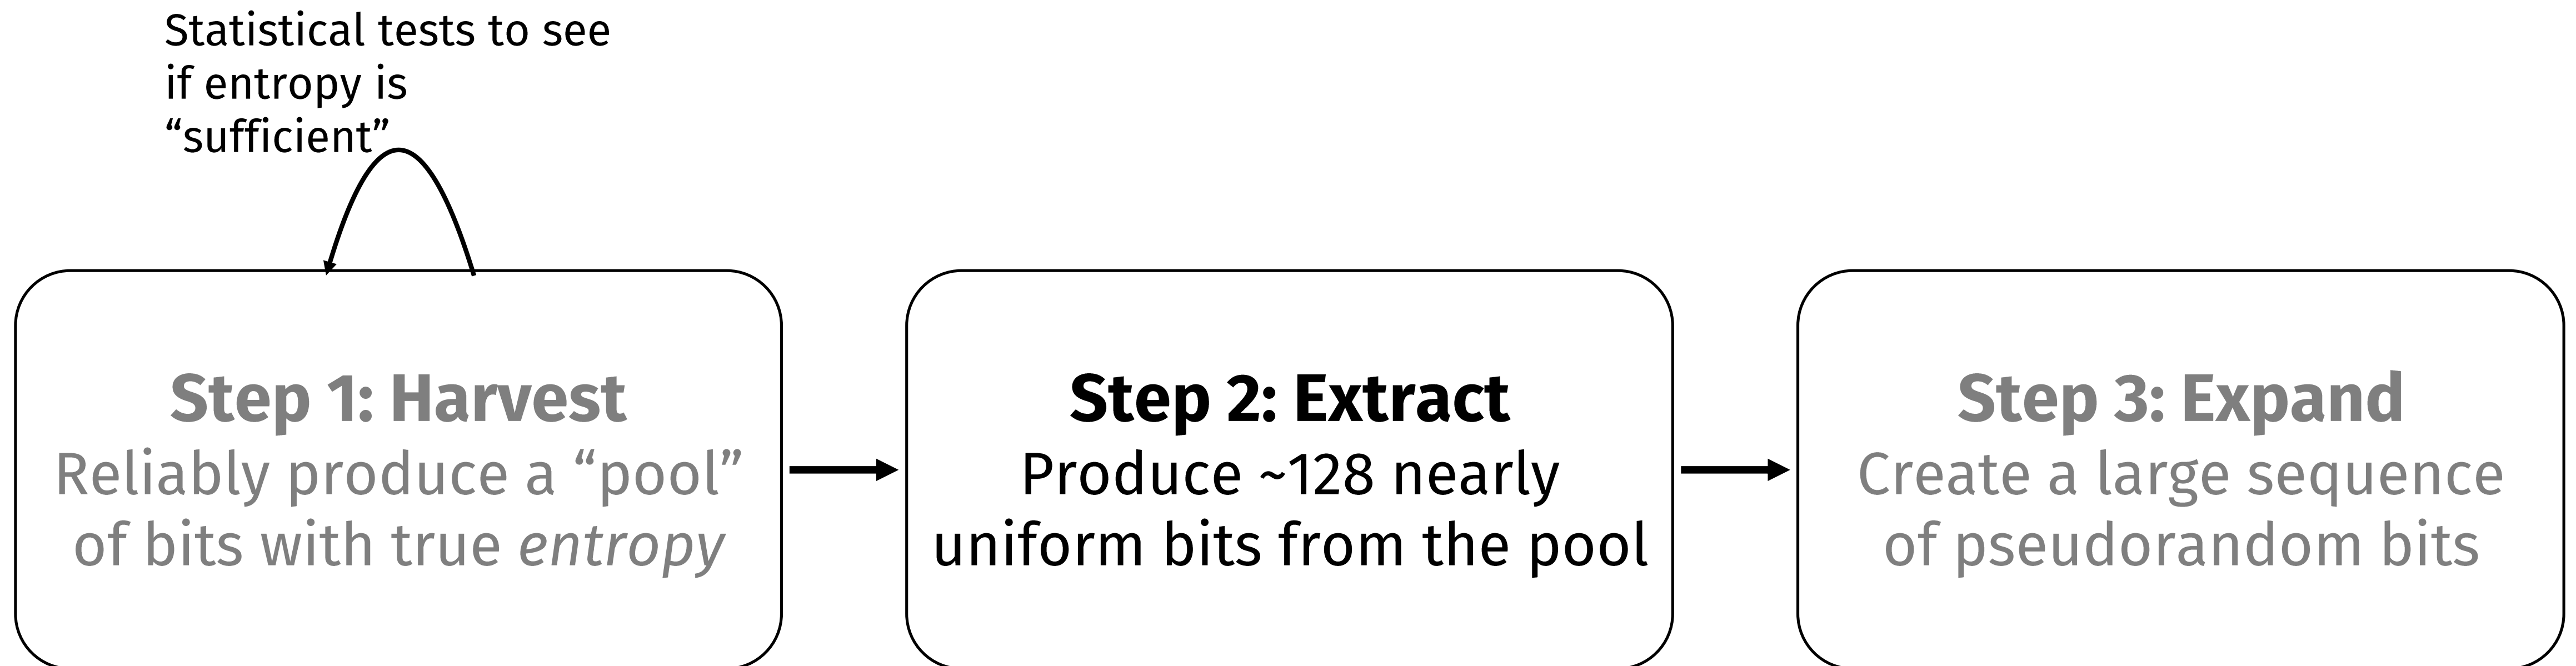 Statistical tests to see
if entropy is
“sufficient”
Step 1: Harvest
Reliably produce a “pool”
of bits with true entropy
Step 2: Extract
Produce ~128 nearly
uniform bits from the pool
Step 3: Expand
Create a large sequence
of pseudorandom bits